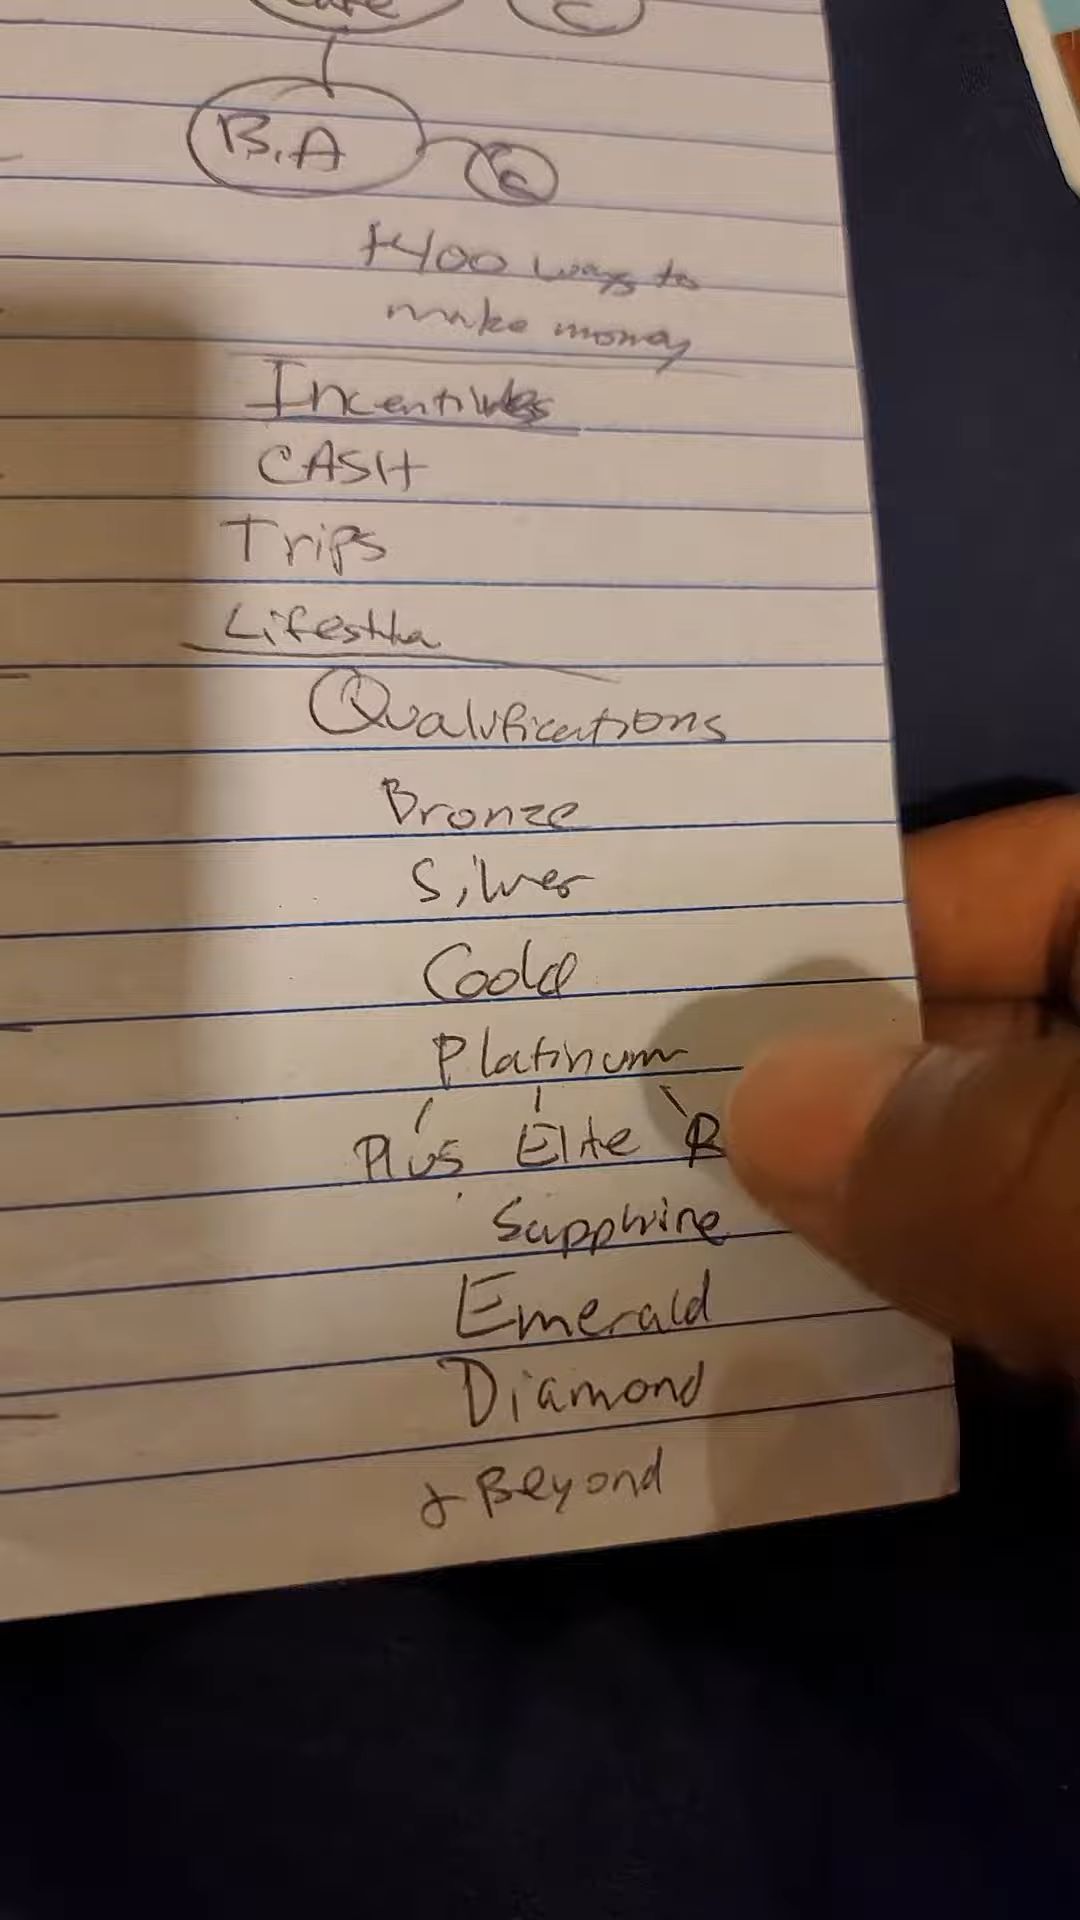 C
B.A
C
+400 ways to
make money
Incentives
CASH
Trips
Qualifications
Bronze
Silver
Gold
Platinum
Plus Elite R
Sapphire
Emerald
Diamond
& Beyond